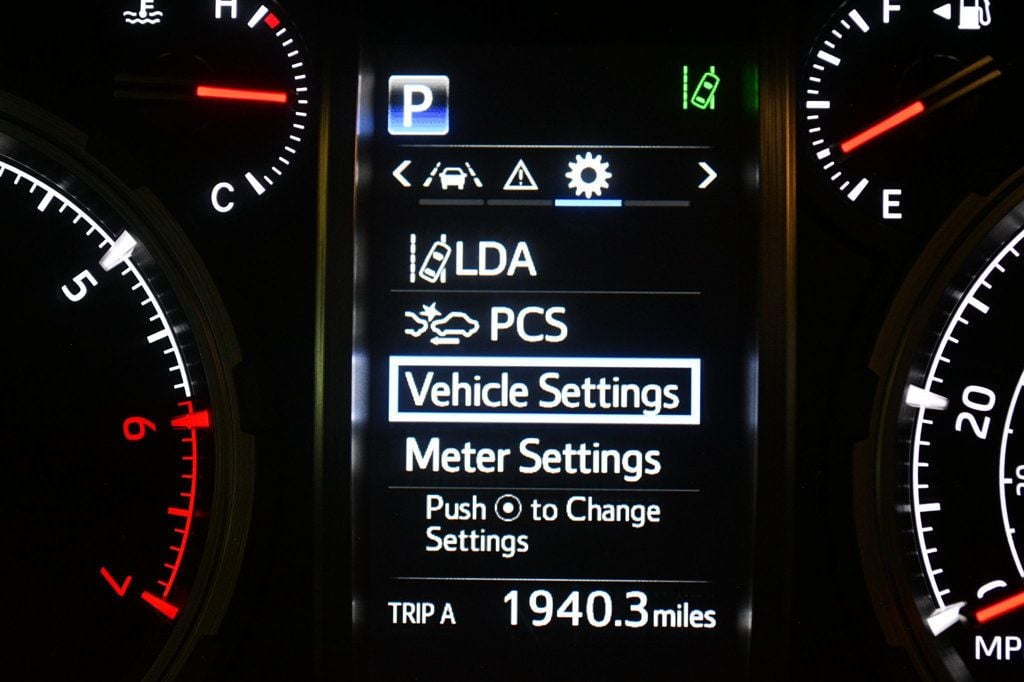 H
C
F
E
P
LDA
PCS
Vehicle Settings
Meter Settings
Push to Change
Settings
TRIP A 1940.3 miles
5
6
7
20